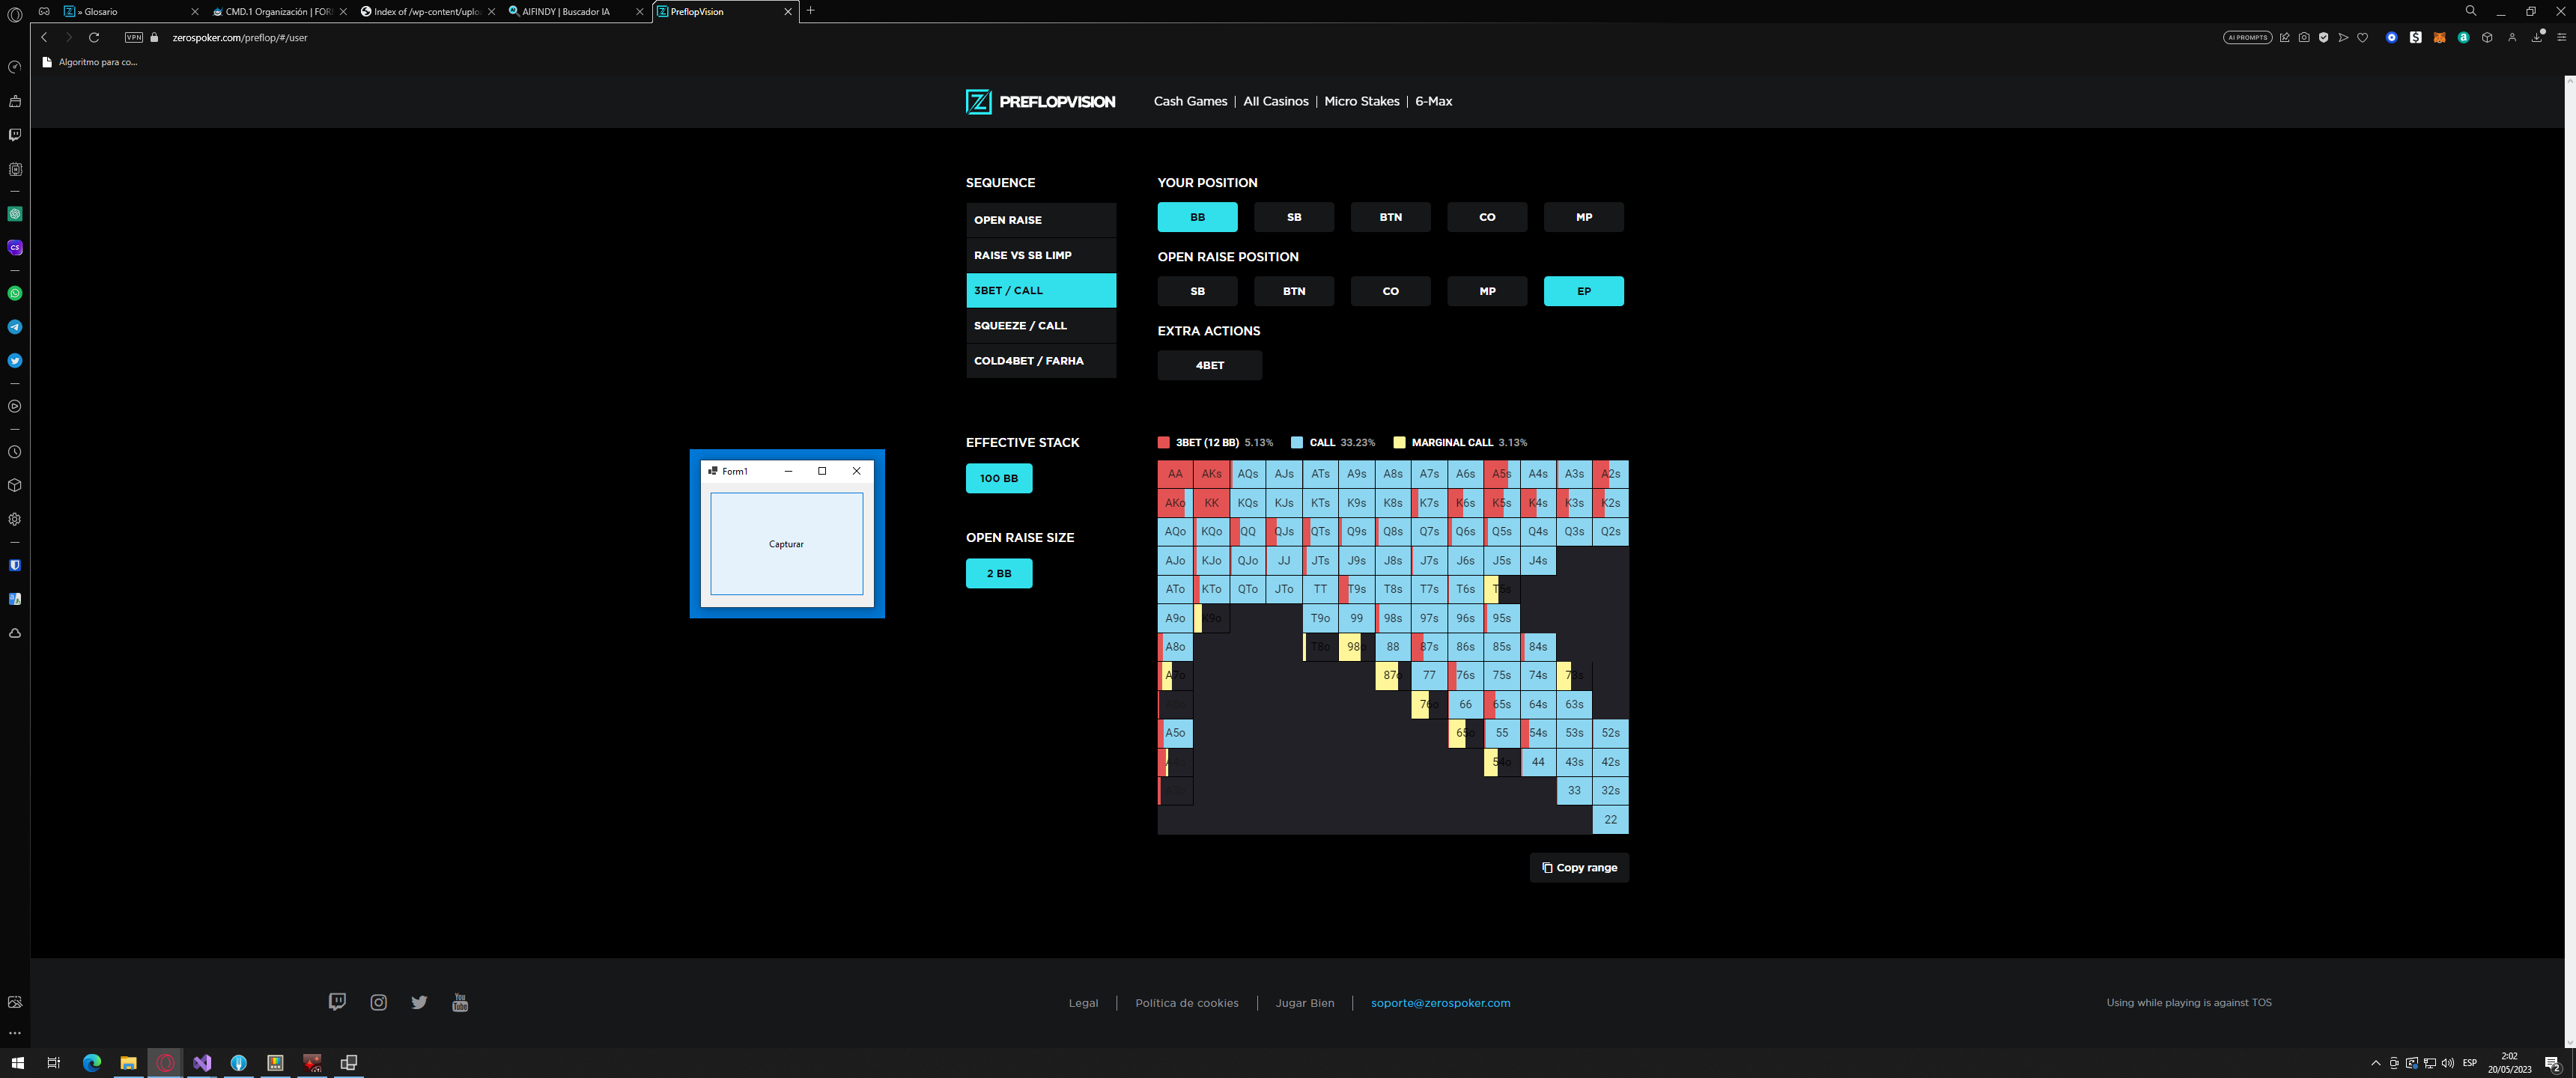 » Glosario
CMD.1 Organización | FOR
Index of /wp-content/uplo
AIFINDY | Buscador IA
PreflopVision
VPN
zerospoker.com/preflop/#/user
AI PROMPTS
Algoritmo para co...
PREFLOPVISION
Cash Games | All Casinos | Micro Stakes | 6-Max
SEQUENCE
OPEN RAISE
RAISE VS SB LIMP
3BET / CALL
SQUEEZE / CALL
COLD4BET / FARHA
YOUR POSITION
BB SB BTN CO MP
OPEN RAISE POSITION
SB BTN CO MP EP
EXTRA ACTIONS
4BET
EFFECTIVE STACK
100 BB
OPEN RAISE SIZE
2 BB
Form1
Capturar
3BET (12 BB) 5.13% CALL 33.23% MARGINAL CALL 3.13%
AA AKs AQs AJs ATs A9s A8s A7s A6s A5s A4s A3s A2s
AKo KK KQs KJs KTs K9s K8s K7s K6s K5s K4s K3s K2s
AQo KQo QQ QJs QTs Q9s Q8s Q7s Q6s Q5s Q4s Q3s Q2s
AJo KJo QJo JJ JTs J9s J8s J7s J6s J5s J4s
ATo KTo QTo JTo TT T9s T8s T7s T6s T5s
A9o K9o T9o 99 98s 97s 96s 95s
A8o T8o 98o 88 87s 86s 85s 84s
A7o 87o 77 76s 75s 74s 73s
76o 66 65s 64s 63s
A5o 65o 55 54s 53s 52s
54o 44 43s 42s
33 32s
22
Copy range
You Tube
Legal | Política de cookies | Jugar Bien | soporte@zerospoker.com
Using while playing is against TOS
ESP
2:02
20/05/2023
2